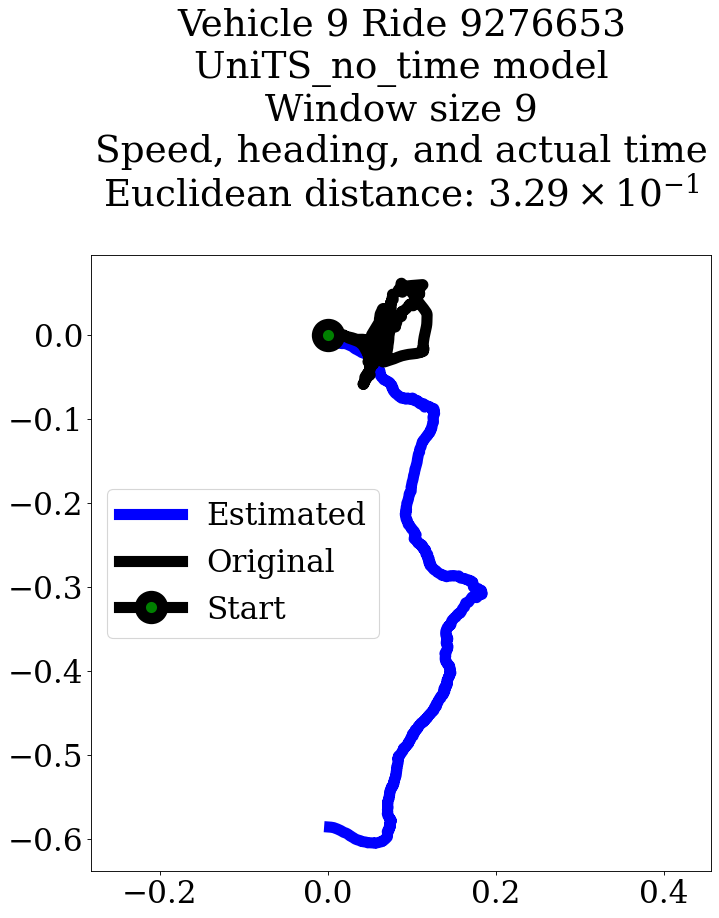 Vehicle 9 Ride 9276653
UniTS_no_time model
Window size 9
Speed, heading, and actual time
Euclidean distance: 3.29 × 10⁻¹
0.0
−0.1
−0.2
−0.3
−0.4
−0.5
−0.6
Estimated
Original
Start
−0.2 0.0 0.2 0.4